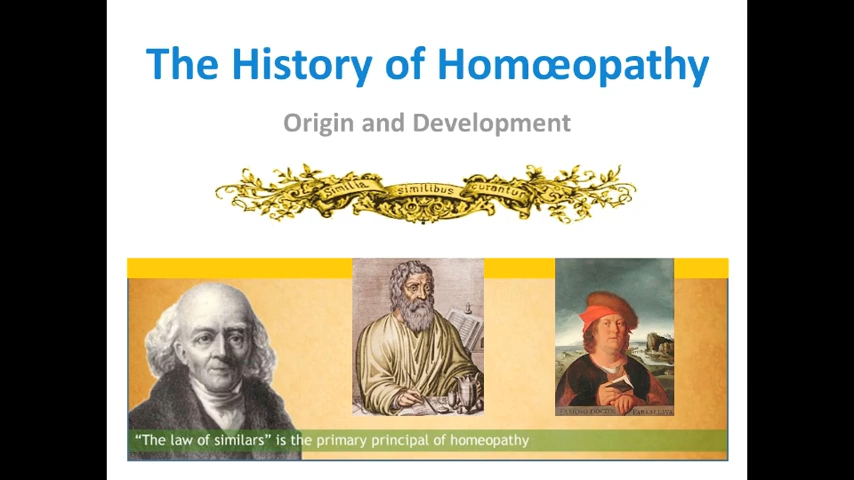 The History of Homœopathy
Origin and Development
Similia similibus curantur
"The law of similars" is the primary principal of homeopathy